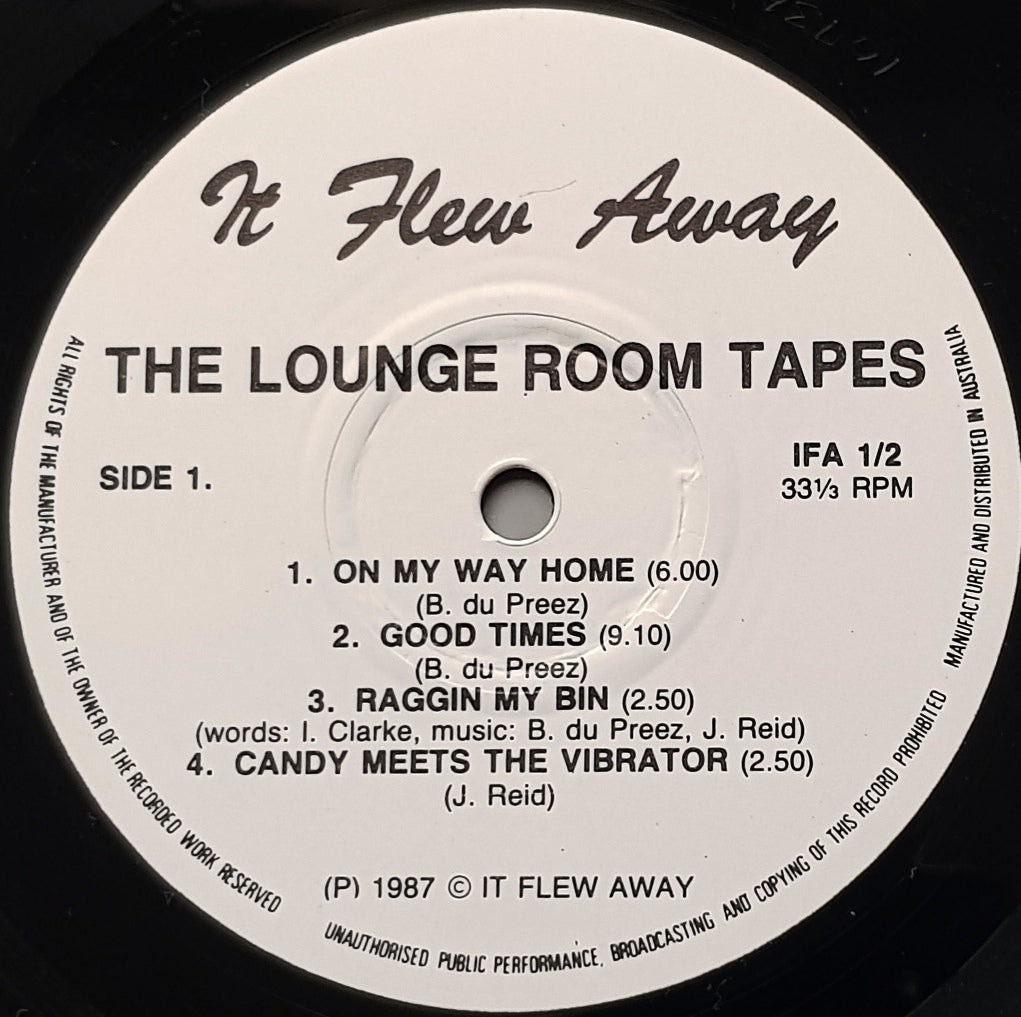 It Flew Away
THE LOUNGE ROOM TAPES
SIDE 1.
IFA 1/2
33⅓ RPM
1. ON MY WAY HOME (6.00)
(B. du Preez)
2. GOOD TIMES (9.10)
(B. du Preez)
3. RAGGIN MY BIN (2.50)
(words: I. Clarke, music: B. du Preez, J. Reid)
4. CANDY MEETS THE VIBRATOR (2.50)
(J. Reid)
(P) 1987 © IT FLEW AWAY
ALL RIGHTS OF THE MANUFACTURER AND OF THE OWNER OF THE RECORDED WORK RESERVED
UNAUTHORISED PUBLIC PERFORMANCE, BROADCASTING AND COPYING OF THIS RECORD PROHIBITED
MANUFACTURED AND DISTRIBUTED IN AUSTRALIA